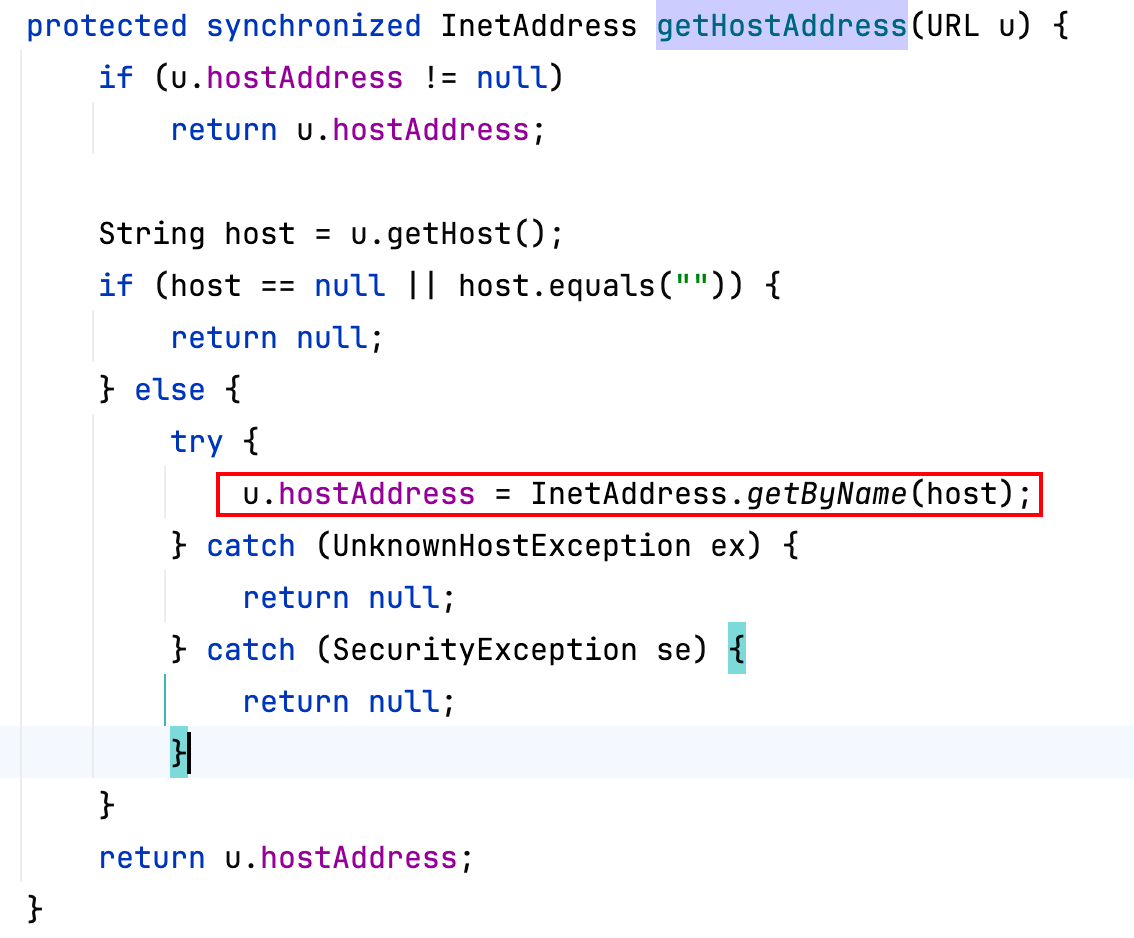 protected synchronized InetAddress getHostAddress(URL u) {
    if (u.hostAddress != null)
        return u.hostAddress;

    String host = u.getHost();
    if (host == null || host.equals("")) {
        return null;
    } else {
        try {
            u.hostAddress = InetAddress.getByName(host);
        } catch (UnknownHostException ex) {
            return null;
        } catch (SecurityException se) {
            return null;
        }
    }
    return u.hostAddress;
}